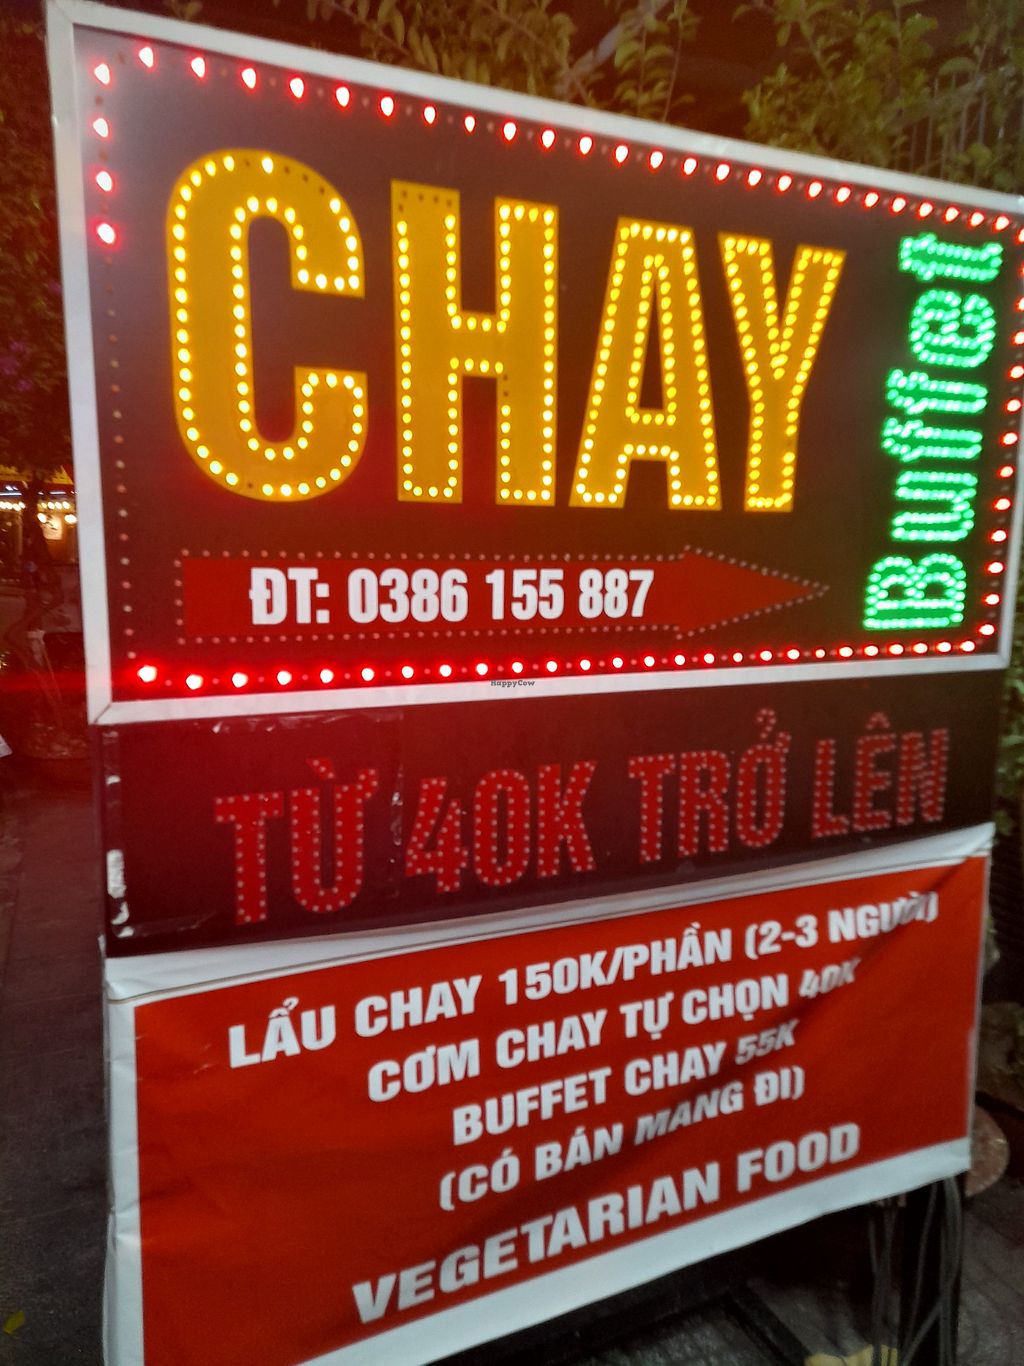 CHAY
Buffet
ĐT: 0386 155 887
HappyCow
TỪ 40K TRỞ LÊN
LẨU CHAY 150K/PHẦN (2-3 NGƯỜI)
CƠM CHAY TỰ CHỌN 40K
BUFFET CHAY 55K
(CÓ BÁN MANG ĐI)
VEGETARIAN FOOD